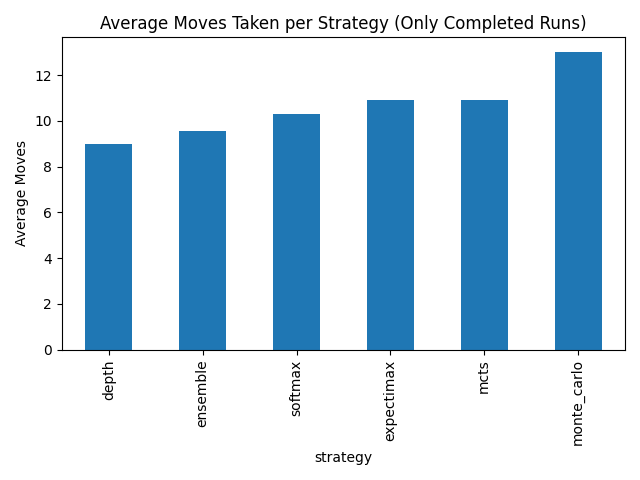 Average Moves Taken per Strategy (Only Completed Runs)
12
10
8
6
4
2
0
Average Moves
depth
ensemble
softmax
expectimax
mcts
monte_carlo
strategy